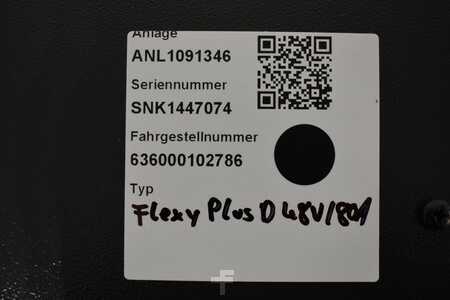 Anlage
ANL1091346
Seriennummer
SNK1447074
Fahrgestellnummer
636000102786
Typ
Flexy Plus D 48V/80A